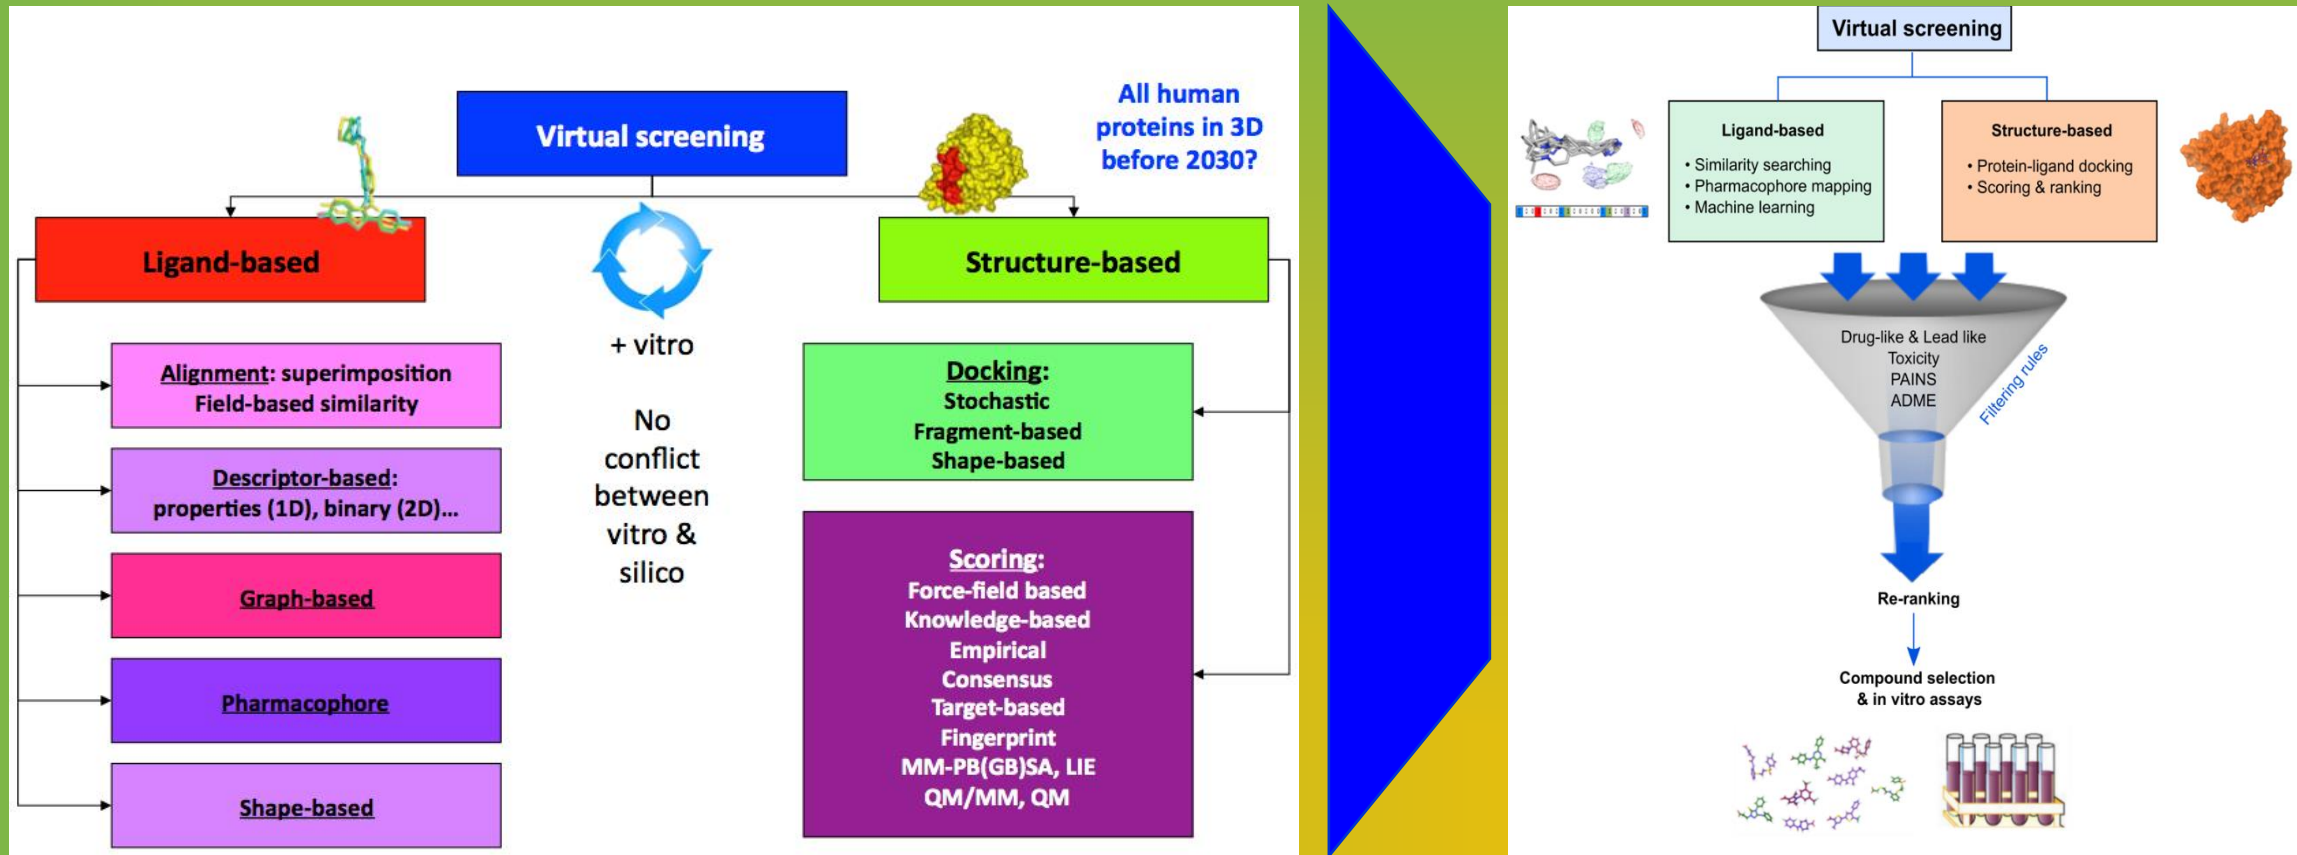 All human
proteins in 3D
before 2030?
Virtual screening
Ligand-based
Structure-based
Alignment: superimposition
Field-based similarity
Descriptor-based:
properties (1D), binary (2D)...
Graph-based
Pharmacophore
Shape-based
+ vitro
No
conflict
between
vitro &
silico
Docking:
Stochastic
Fragment-based
Shape-based
Scoring:
Force-field based
Knowledge-based
Empirical
Consensus
Target-based
Fingerprint
MM-PB(GB)SA, LIE
QM/MM, QM
Virtual screening
Ligand-based
• Similarity searching
• Pharmacophore mapping
• Machine learning
Structure-based
• Protein-ligand docking
• Scoring & ranking
Drug-like & Lead like
Toxicity
PAINS
ADME
Filtering rules
Re-ranking
Compound selection
& in vitro assays